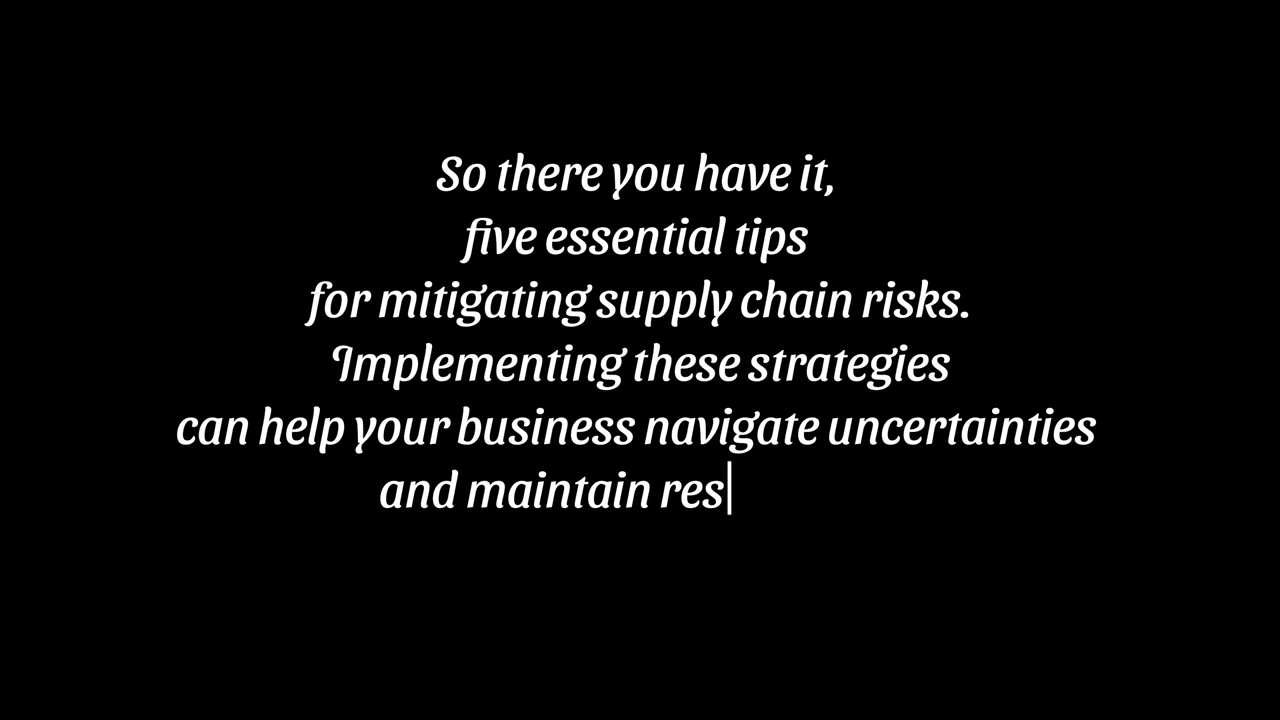 So there you have it,
five essential tips
for mitigating supply chain risks.
Implementing these strategies
can help your business navigate uncertainties
and maintain res